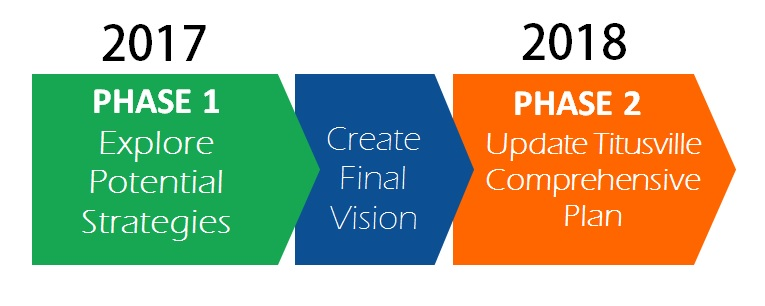 2017
PHASE 1
Explore
Potential
Strategies
Create
Final
Vision
2018
PHASE 2
Update Titusville
Comprehensive
Plan